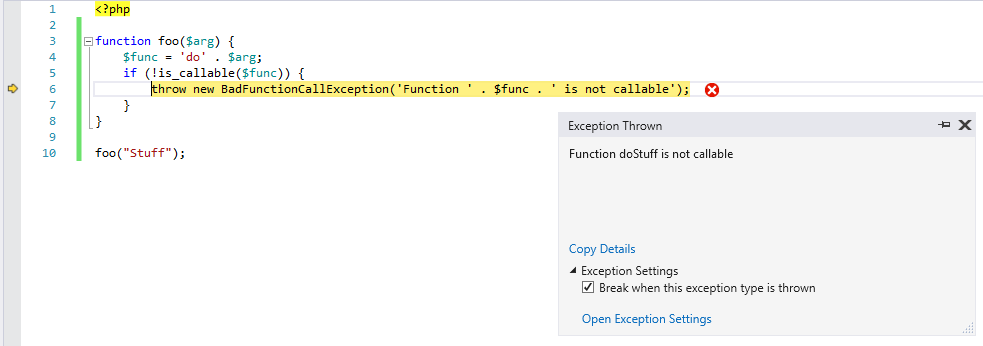 1 <?php
2
3 function foo($arg) {
4 $func = 'do' . $arg;
5 if (!is_callable($func)) {
6 throw new BadFunctionCallException('Function ' . $func . ' is not callable');
7 }
8 }
9
10 foo("Stuff");
Exception Thrown
Function doStuff is not callable
Copy Details
Exception Settings
Break when this exception type is thrown
Open Exception Settings